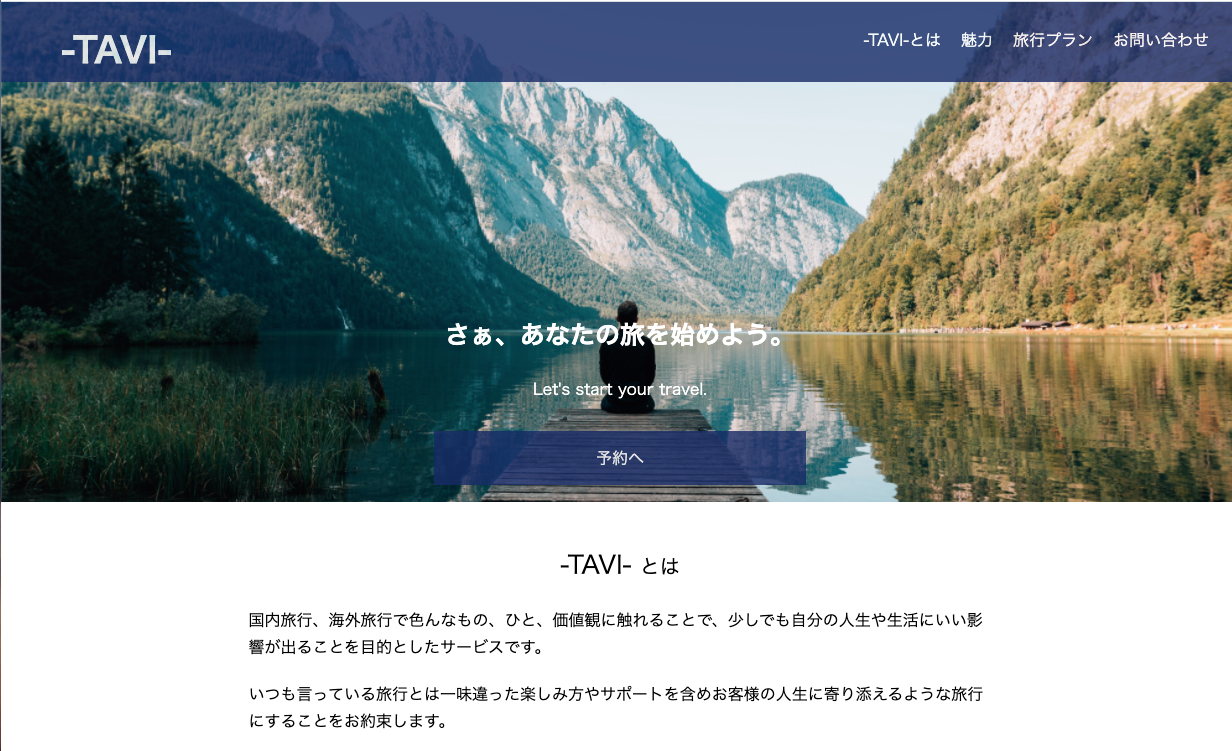 -TAVI-
-TAVI-とは 魅力 旅行プラン お問い合わせ
さぁ、あなたの旅を始めよう。
Let's start your travel.
予約へ
-TAVI- とは
国内旅行、海外旅行で色んなもの、ひと、価値観に触れることで、少しでも自分の人生や生活にいい影
響が出ることを目的としたサービスです。
いつも言っている旅行とは一味違った楽しみ方やサポートを含めお客様の人生に寄り添えるような旅行
にすることをお約束します。